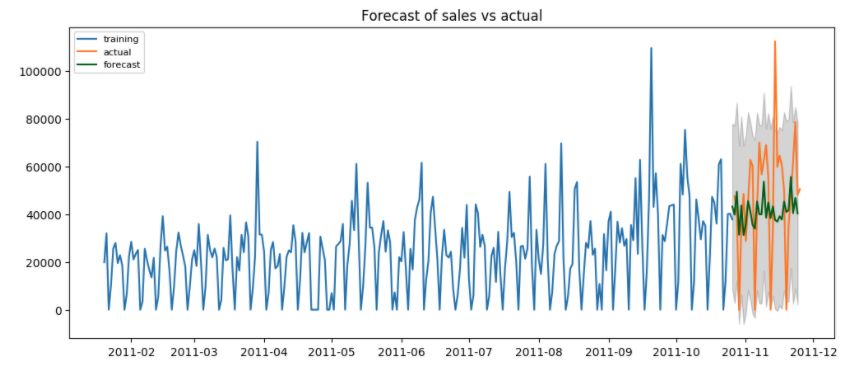 Forecast of sales vs actual
training
actual
forecast
100000
80000
60000
40000
20000
0
2011-02 2011-03 2011-04 2011-05 2011-06 2011-07 2011-08 2011-09 2011-10 2011-11 2011-12